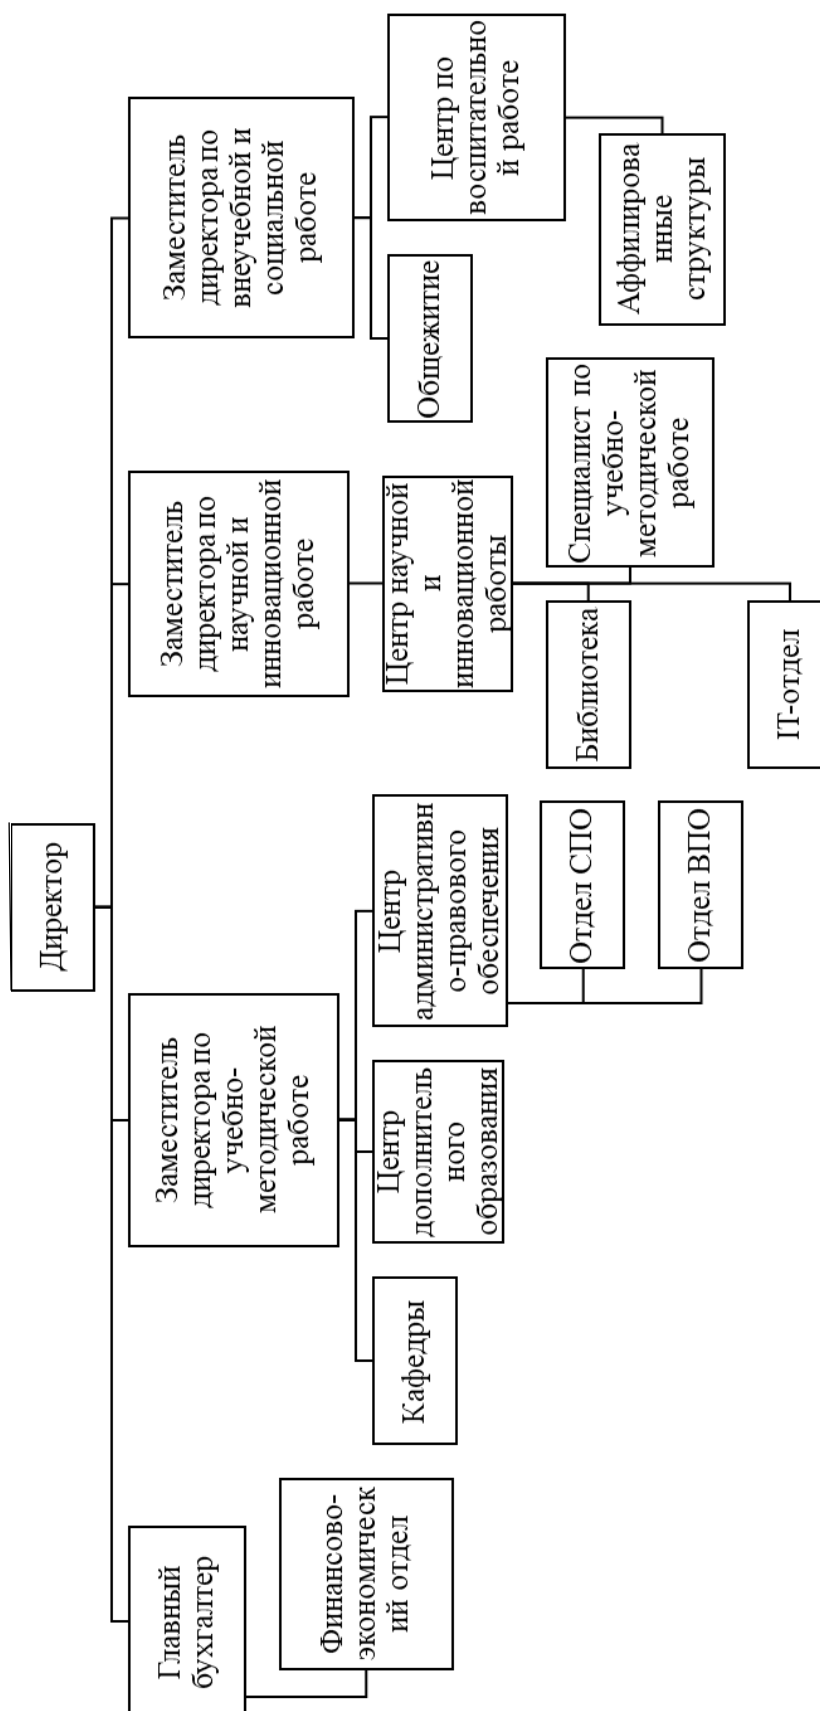 Директор
Главный
бухгалтер
Финансово-
экономическ
ий отдел
Заместитель
директора по
учебно-
методической
работе
Кафедры
Центр
дополнитель
ного
образования
Центр
административн
о-правового
обеспечения
Отдел СПО
Отдел ВПО
Заместитель
директора по
научной и
инновационной
работе
Центр научной
и
инновационной
работы
Библиотека
Специалист по
учебно-
методической
работе
IT-отдел
Заместитель
директора по
внеучебной и
социальной
работе
Общежитие
Центр по
воспитательно
й работе
Аффилирова
нные
структуры